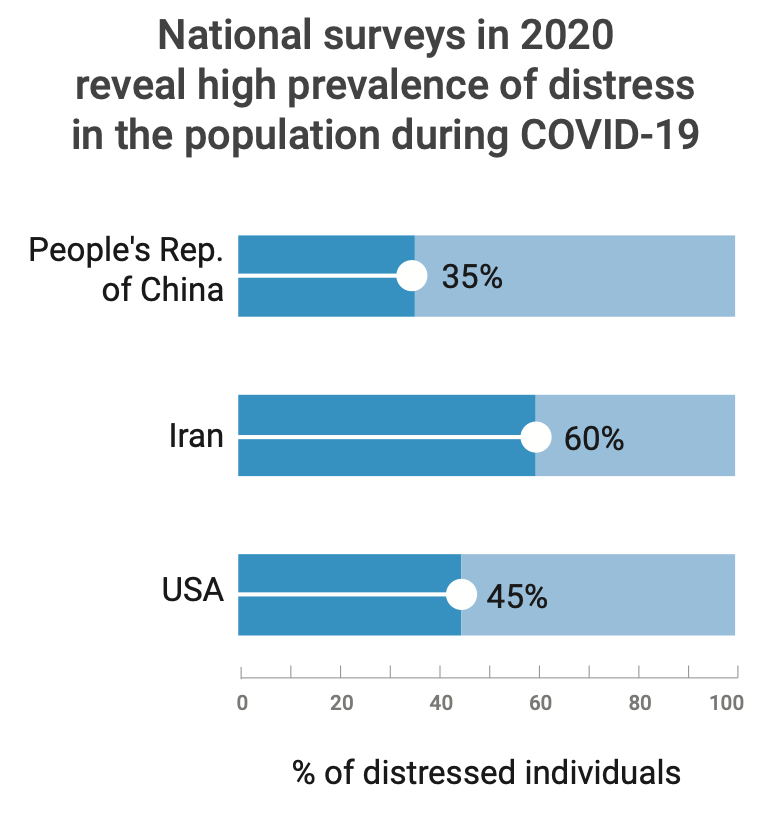 National surveys in 2020
reveal high prevalence of distress
in the population during COVID-19
People's Rep.
of China
35%
Iran
60%
USA
45%
0 20 40 60 80 100
% of distressed individuals